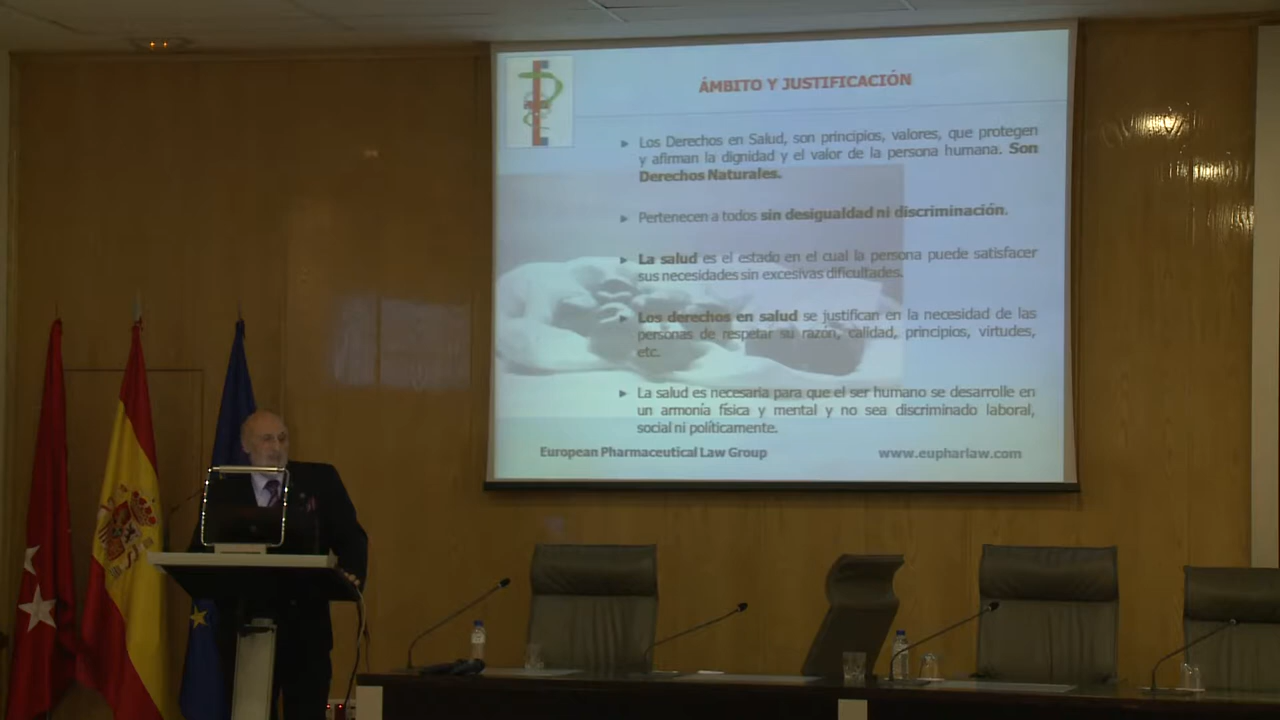 ÁMBITO Y JUSTIFICACIÓN
Los Derechos en Salud, son principios, valores, que protegen
y afirman la dignidad y el valor de la persona humana. Son
Derechos Naturales.
Pertenecen a todos sin desigualdad ni discriminación.
La salud es el estado en el cual la persona puede satisfacer
sus necesidades sin excesivas dificultades.
Los derechos en salud se justifican en la necesidad de las
personas de respetar su razón, calidad, principios, virtudes,
etc.
La salud es necesaria para que el ser humano se desarrolle en
un armonía física y mental y no sea discriminado laboral,
social ni políticamente.
European Pharmaceutical Law Group
www.eupharlaw.com